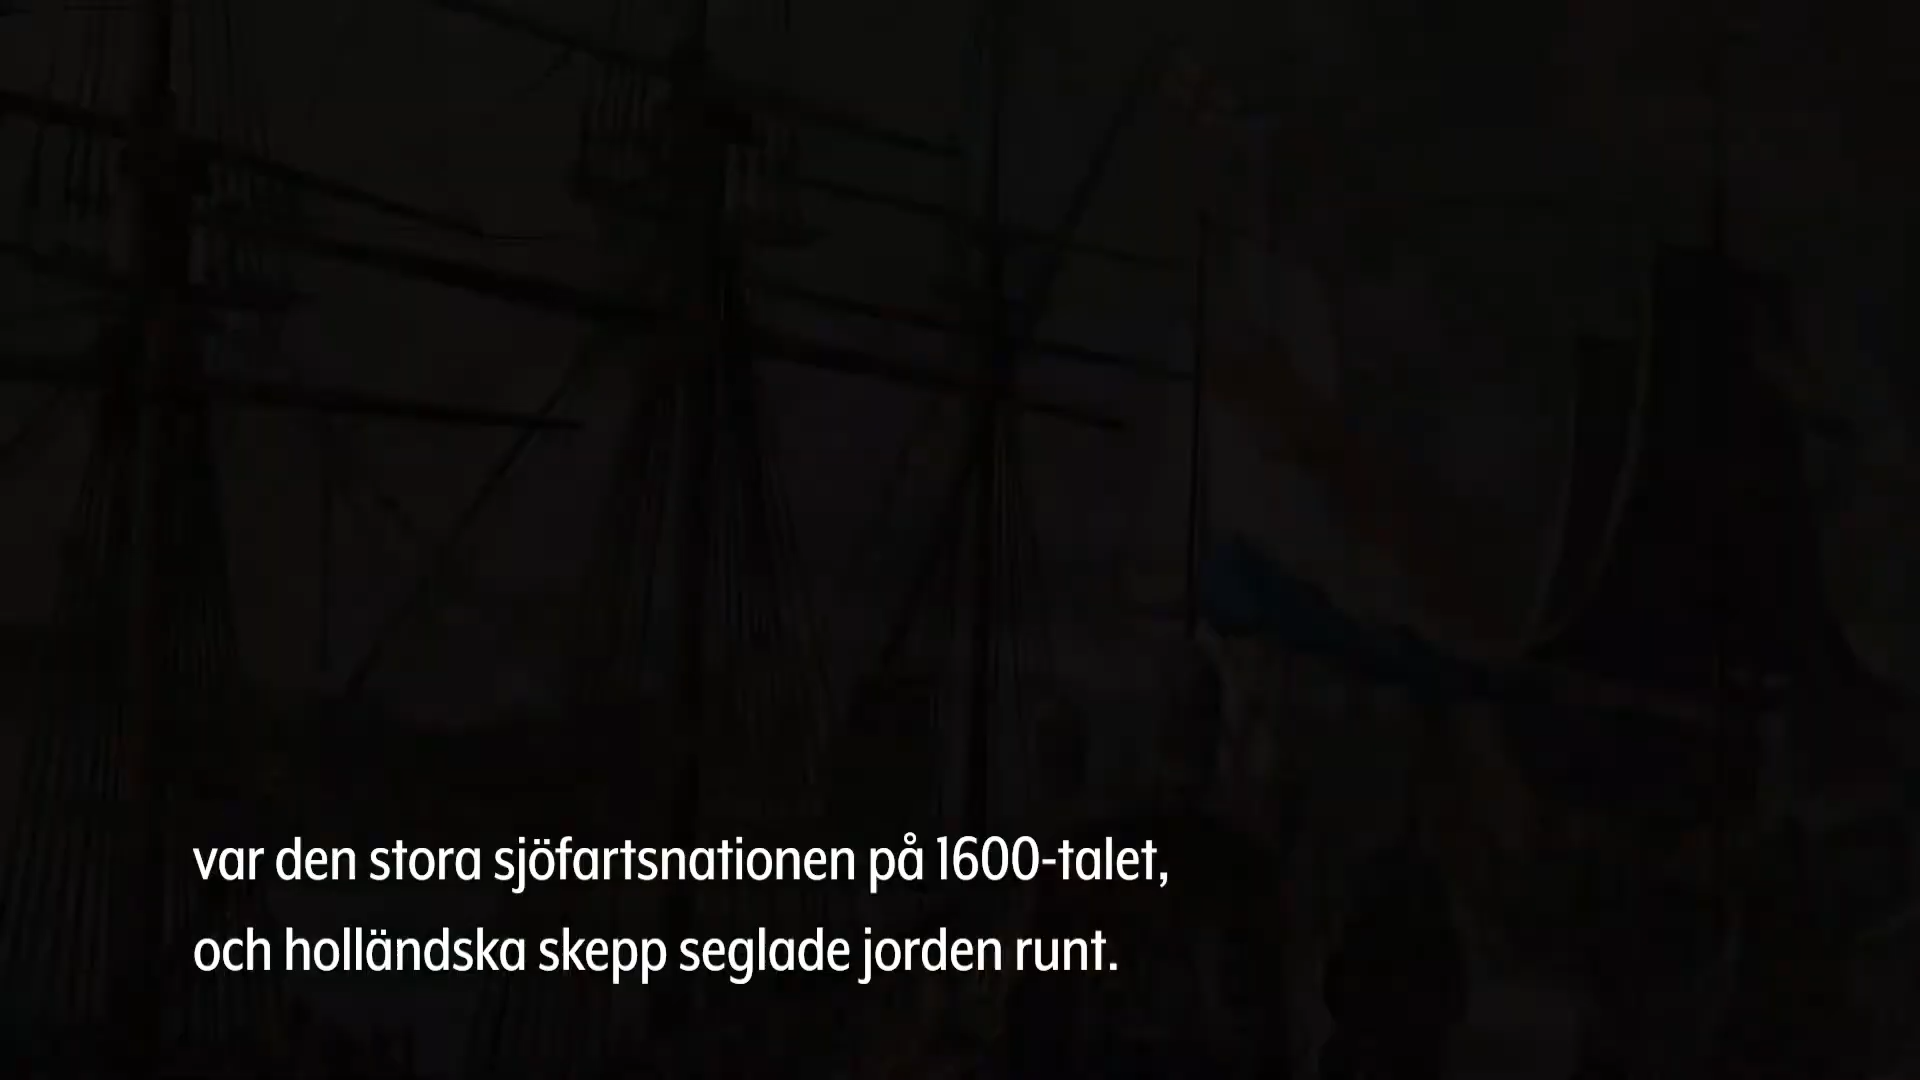 var den stora sjöfartsnationen på 1600-talet,
och holländska skepp seglade jorden runt.